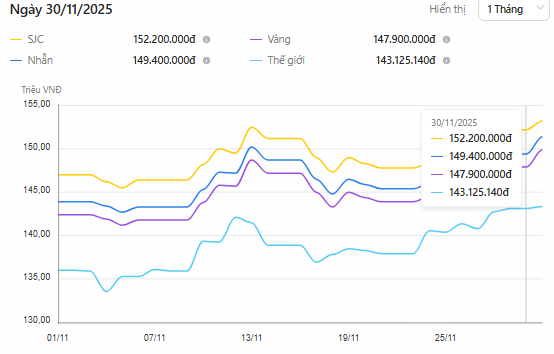 Ngày 30/11/2025
Hiển thị 1 Tháng
SJC 152.200.000đ Vàng 147.900.000đ
Nhẫn 149.400.000đ Thế giới 143.125.140đ
Triệu VNĐ
155,00
150,00
145,00
140,00
135,00
130,00
30/11/2025
152.200.000đ
149.400.000đ
147.900.000đ
143.125.140đ
01/11 07/11 13/11 19/11 25/11